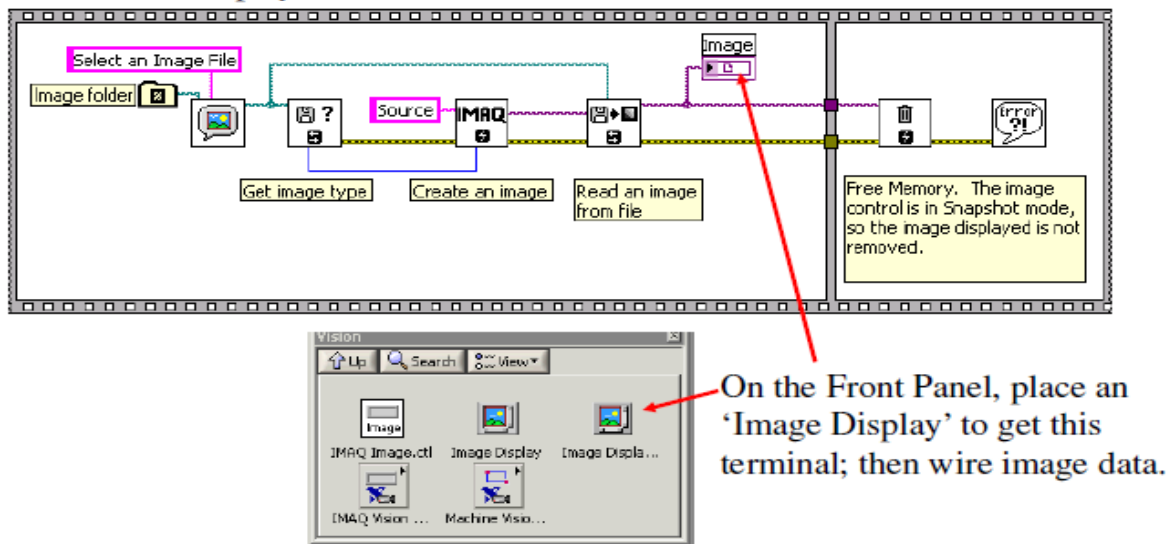 Select an Image File
Image folder
?
Source
IMAQ
Image
Error
?!
Get image type
Create an image
Read an image
from file
Free Memory. The image
control is in Snapshot mode,
so the image displayed is not
removed.
Vision
Up
Search
View
Image
IMAQ Image.ctl
Image Display
Image Displa...
IMAQ Vision ...
Machine Visio...
On the Front Panel, place an
‘Image Display’ to get this
terminal; then wire image data.